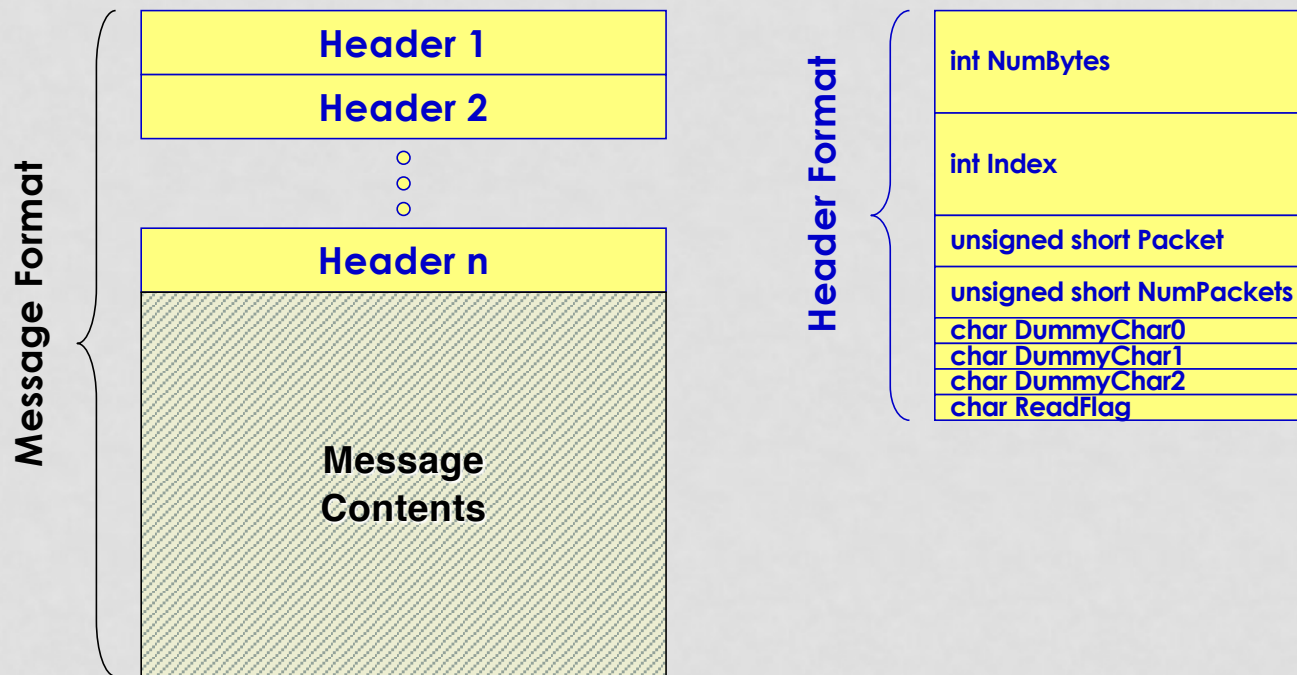 Message Format
Header 1
Header 2
Header n
Message
Contents
Header Format
int NumBytes
int Index
unsigned short Packet
unsigned short NumPackets
char DummyChar0
char DummyChar1
char DummyChar2
char ReadFlag